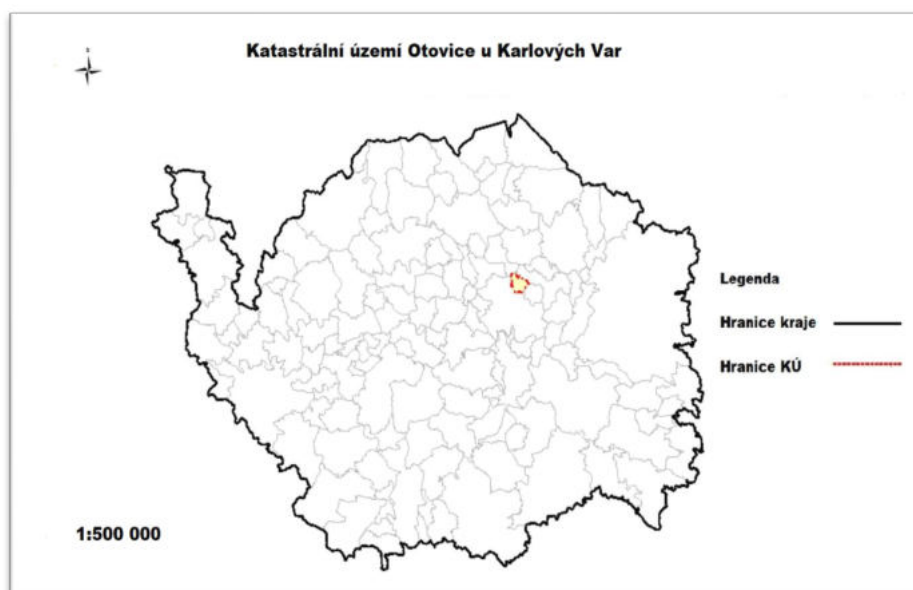 Katastrální území Otovice u Karlových Var
Legenda
Hranice kraje
Hranice KÚ
1:500 000